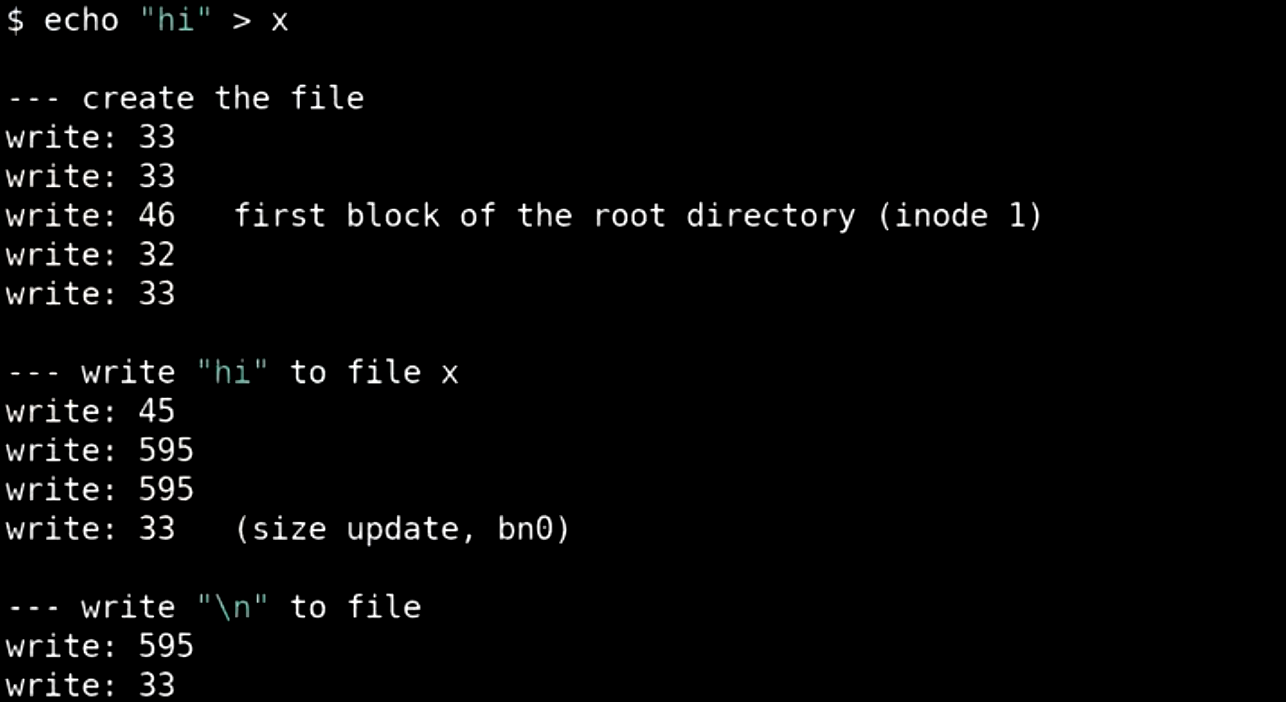 $ echo "hi" > x
--- create the file
write: 33
write: 33
write: 46   first block of the root directory (inode 1)
write: 32
write: 33
--- write "hi" to file x
write: 45
write: 595
write: 595
write: 33   (size update, bn0)
--- write "\n" to file
write: 595
write: 33